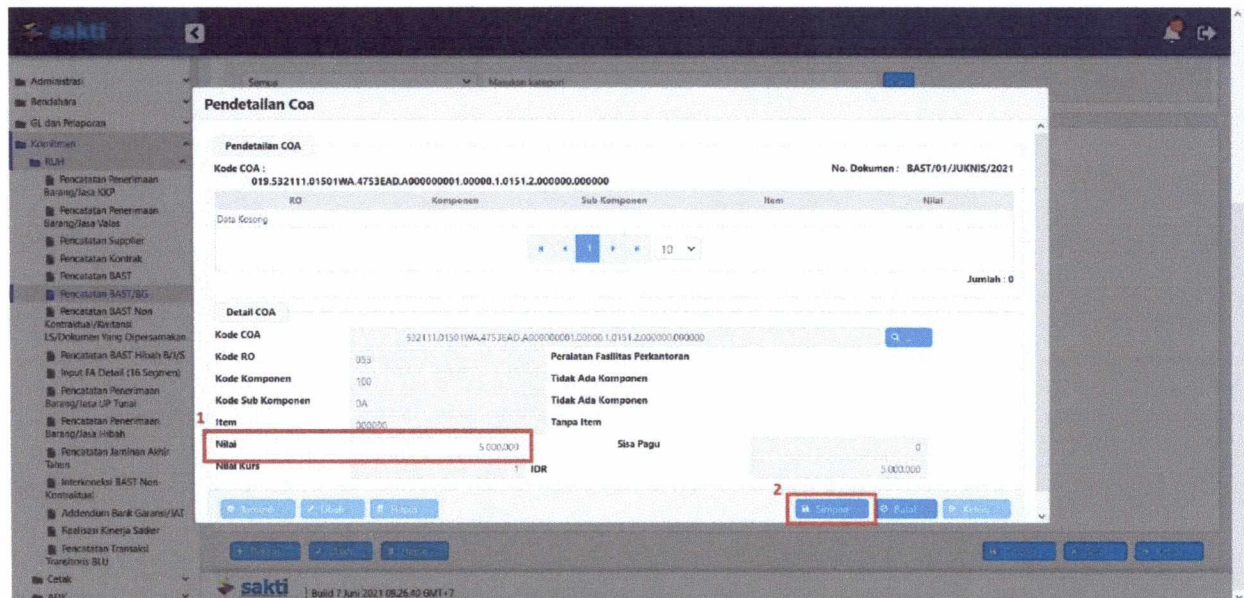 sakti
Administrasi
Semua
Masukan kategori
Bendahara
Pendetailan Coa
GL dan Pelaporan
Komitmen
RUH
Pencatatan Penerimaan
Barang/Jasa KKP
Pencatatan Penerimaan
Barang/Jasa Valas
Pencatatan Supplier
Pencatatan Kontrak
Pencatatan BAST
Pencatatan BAST/BG
Pencatatan BAST Non
Kontraktual/Kwitansi
LS/Dokumen Yang Dipersamakan
Pencatatan BAST Hibah B/J/S
Input FA Detail (16 Segmen)
Pencatatan Penerimaan
Barang/Jasa UP Tunai
Pencatatan Penerimaan
Barang/Jasa Hibah
Pencatatan Jaminan Akhir
Tahun
Interkoneksi BAST Non
Kontraktual
Addendum Bank Garansi/JAT
Realisasi Kinerja Satker
Pencatatan Transaksi
Transitoris BLU
Cetak
ADK
Pendetailan COA
Kode COA :
No. Dokumen : BAST/01/JUKNIS/2021
019.532111.01501WA.4753EAD.A000000001.00000.1.0151.2.000000.000000
RO Komponen Sub Komponen Item Nilai
Data Kosong
1 10
Jumlah : 0
Detail COA
Kode COA 532111.01501WA.4753EAD.A000000001.00000.1.0151.2.000000.000000
Kode RO 053 Peralatan Fasilitas Perkantoran
Kode Komponen 100 Tidak Ada Komponen
Kode Sub Komponen 0A Tidak Ada Komponen
1
Item 000000 Tanpa Item
Nilai 5.000.000 Sisa Pagu 0
Nilai Kurs 1 IDR 5.000.000
2
Ubah Hapus Simpan Batal Keluar
sakti Build 7 Juni 2021 09.26.40 GMT+7